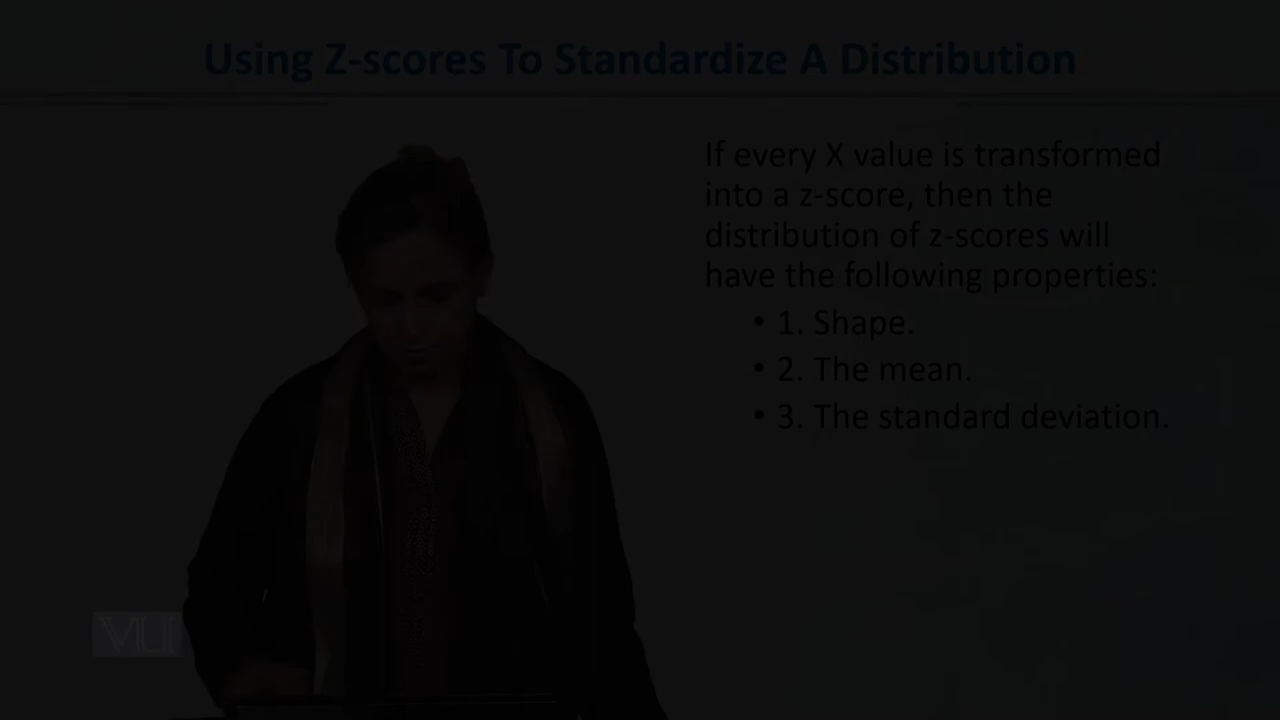 Using Z-scores To Standardize A Distribution
If every X value is transformed
into a z-score, then the
distribution of z-scores will
have the following properties:
• 1. Shape.
• 2. The mean.
• 3. The standard deviation.
VU